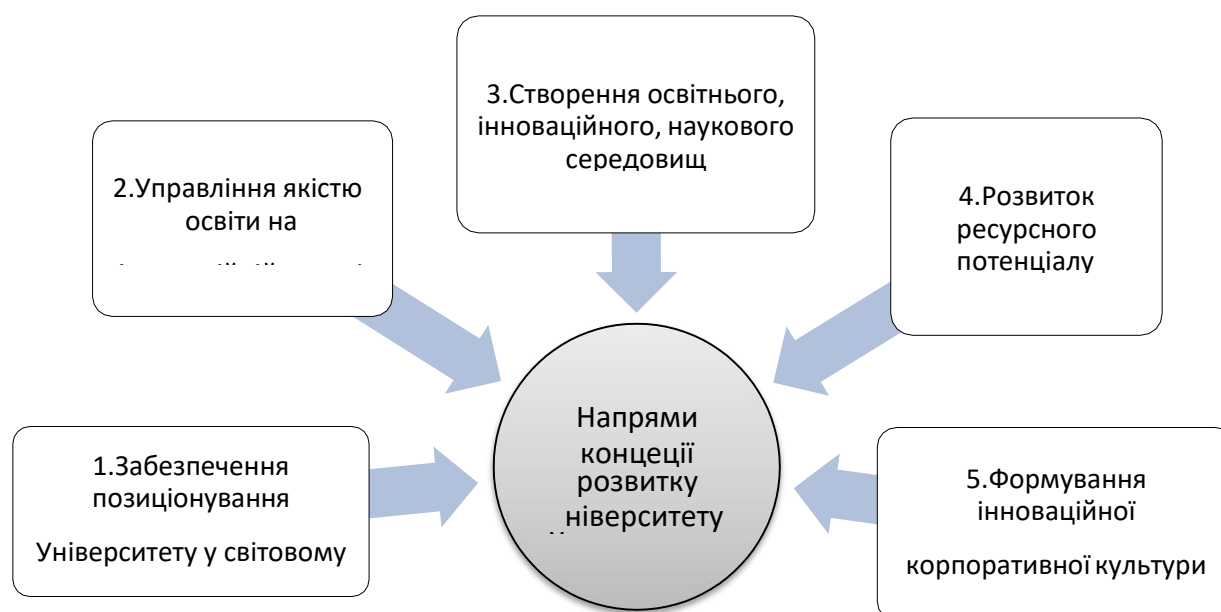 1.Забезпечення
позиціонування
Університету у світовому
2.Управління якістю
освіти на
3.Створення освітнього,
інноваційного, наукового
середовищ
4.Розвиток
ресурсного
потенціалу
5.Формування
інноваційної
корпоративної культури
Напрями
концеції
розвитку
ніверситету